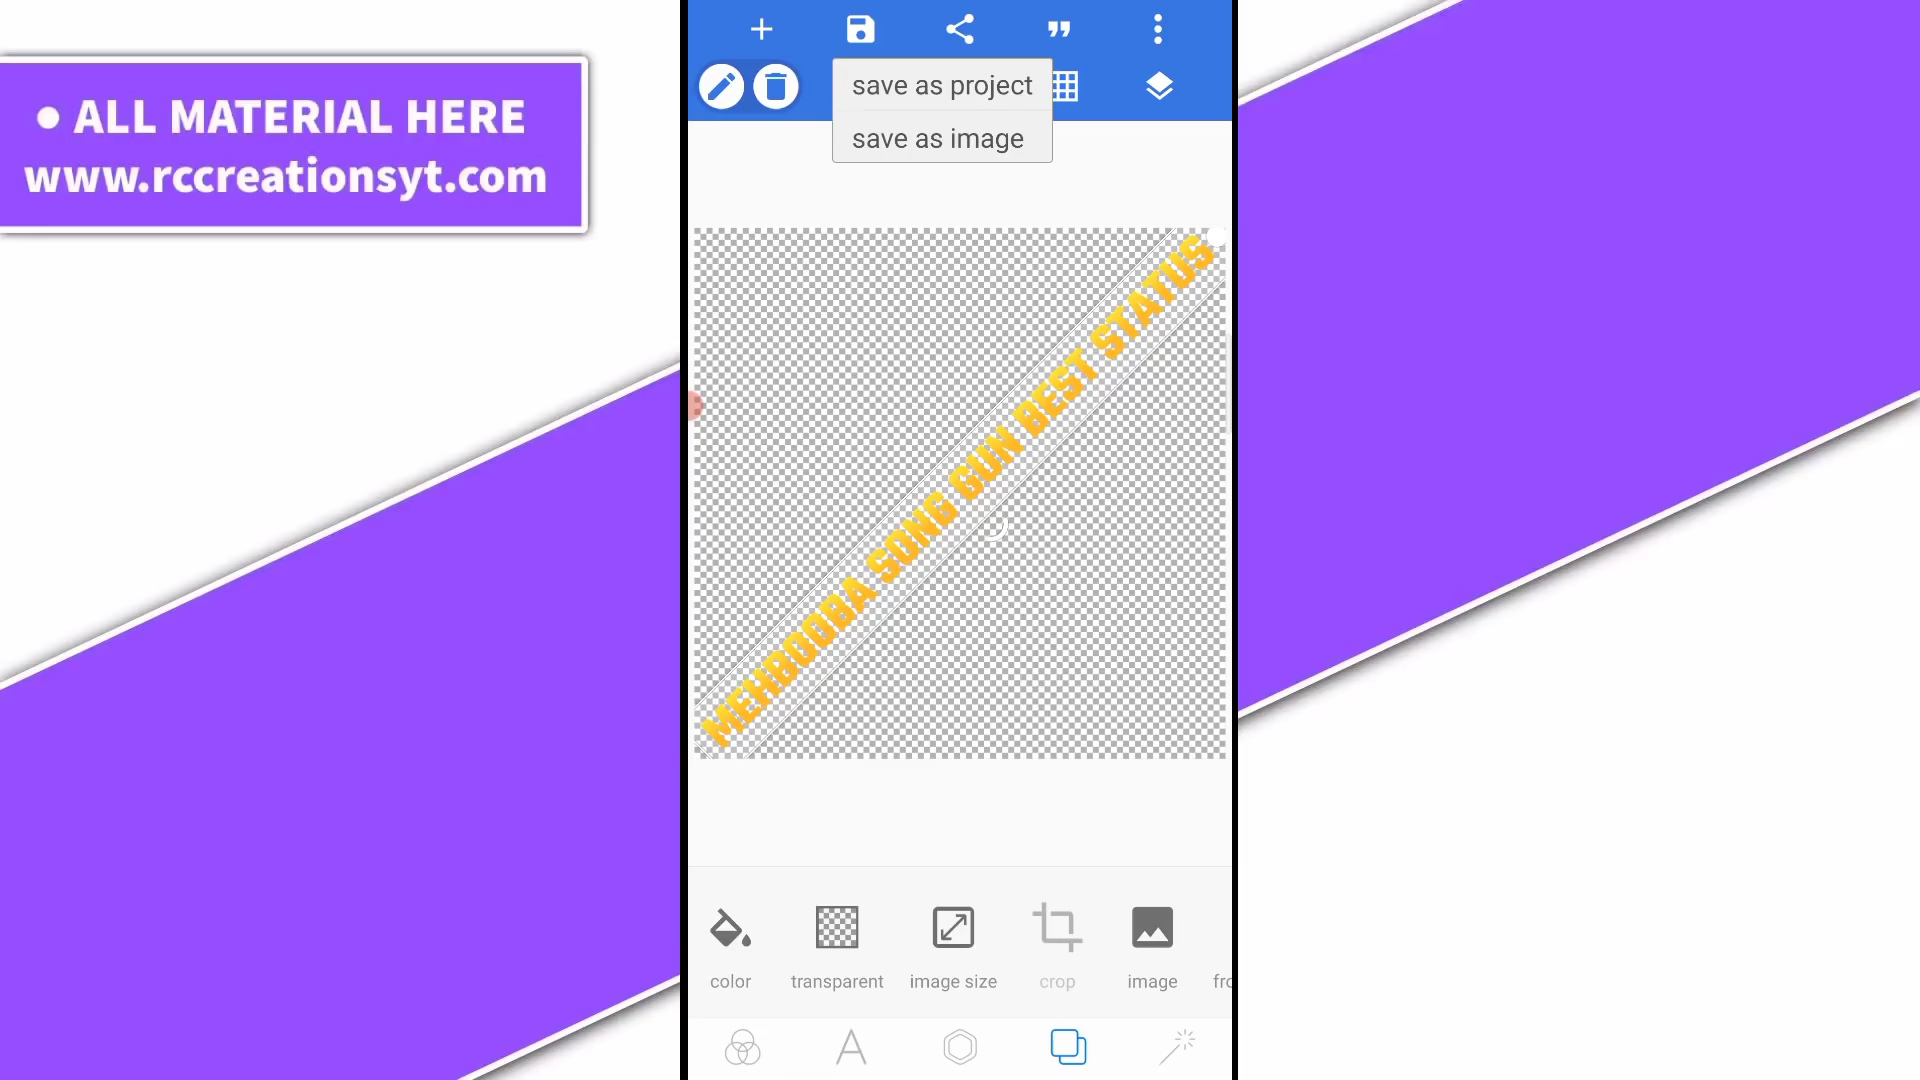 • ALL MATERIAL HERE
www.rccreationsyt.com
save as project
save as image
MEHBOOBA SONG GUN BEST STATUS
color
transparent
image size
crop
image
fro